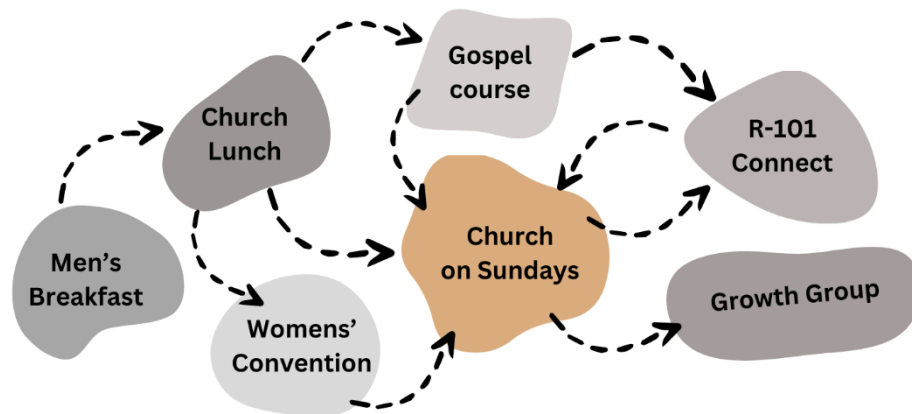 Gospel
course
Church
Lunch
R-101
Connect
Men's
Breakfast
Church
on Sundays
Growth Group
Womens'
Convention